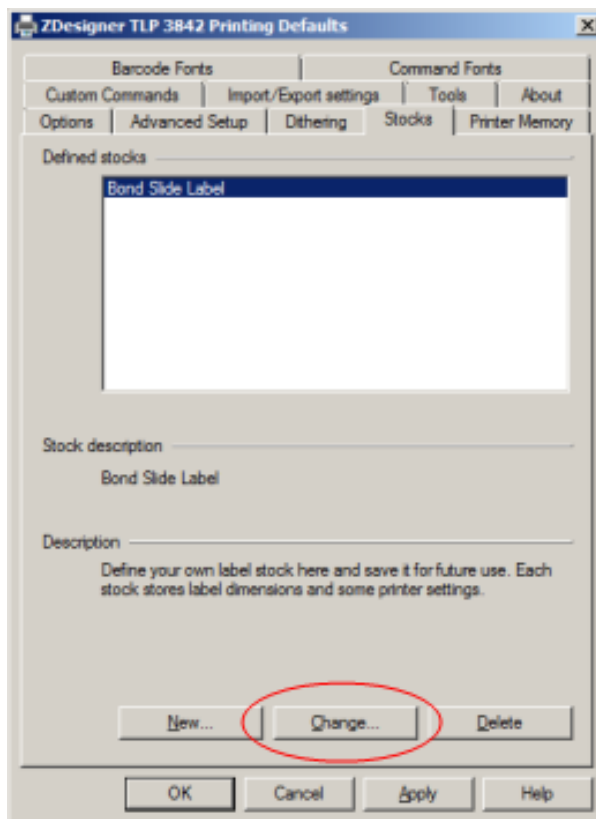 ZDesigner TLP 3842 Printing Defaults
Barcode Fonts Command Fonts
Custom Commands Import/Export settings Tools About
Options Advanced Setup Dithering Stocks Printer Memory
Defined stocks
Bond Slide Label
Stock description
Bond Slide Label
Description
Define your own label stock here and save it for future use. Each
stock stores label dimensions and some printer settings.
New... Change... Delete
OK Cancel Apply Help